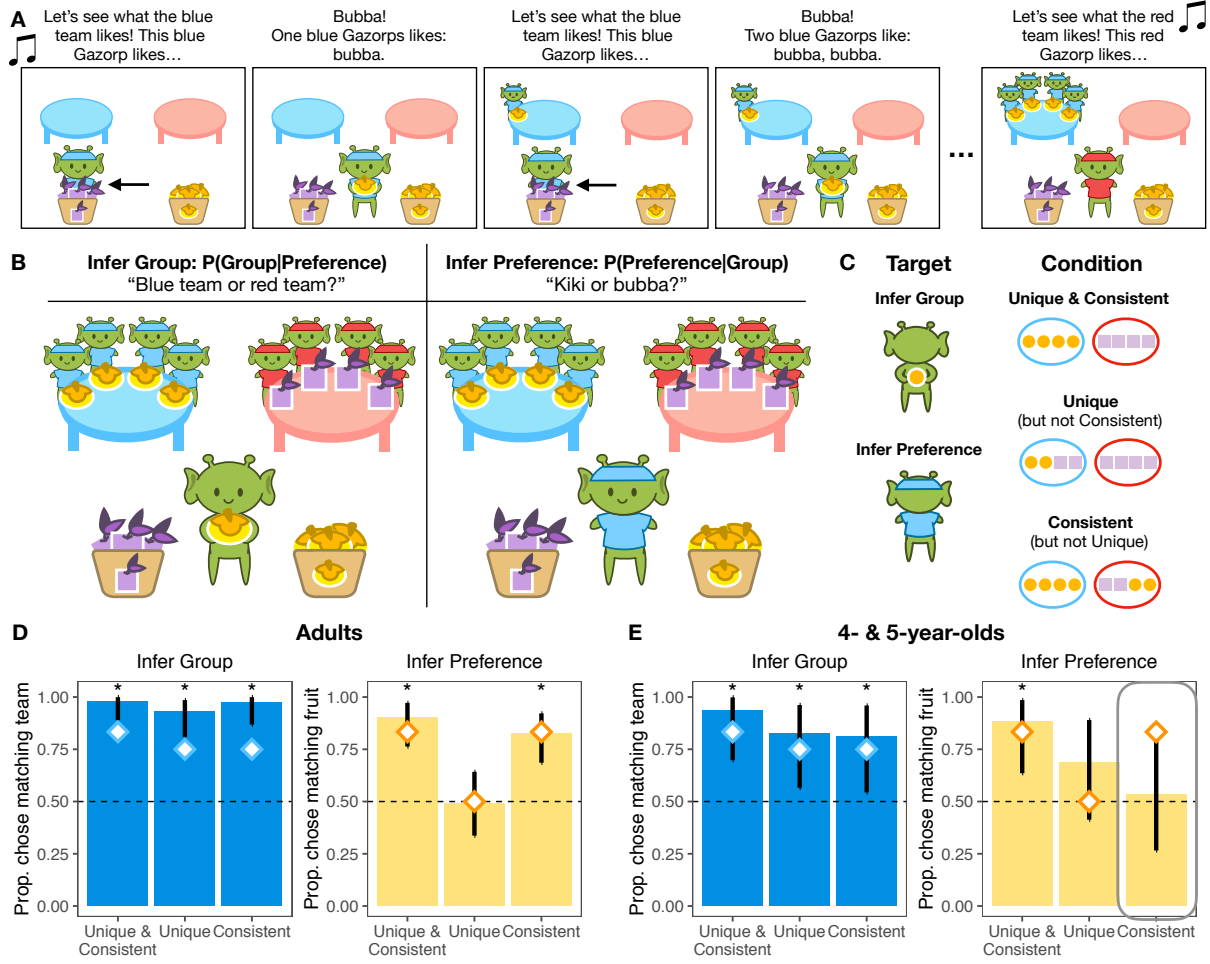 A
Let's see what the blue
team likes! This blue
Gazorp likes...
Bubba!
One blue Gazorps likes:
bubba.
Let's see what the blue
team likes! This blue
Gazorp likes...
Bubba!
Two blue Gazorps like:
bubba, bubba.
Let's see what the red
team likes! This red
Gazorp likes...
...
B
Infer Group: P(Group|Preference)
"Blue team or red team?"
Infer Preference: P(Preference|Group)
"Kiki or bubba?"
C
Target
Condition
Infer Group
Unique & Consistent
Unique
(but not Consistent)
Infer Preference
Consistent
(but not Unique)
D
Adults
Infer Group
Infer Preference
Prop. chose matching team
1.00
0.75
0.50
0.25
0.00
* * *
Unique &
Consistent
Unique
Consistent
Prop. chose matching fruit
1.00
0.75
0.50
0.25
0.00
* *
Unique &
Consistent
Unique
Consistent
E
4- & 5-year-olds
Infer Group
Infer Preference
Prop. chose matching team
1.00
0.75
0.50
0.25
0.00
* * *
Unique &
Consistent
Unique
Consistent
Prop. chose matching fruit
1.00
0.75
0.50
0.25
0.00
*
Unique &
Consistent
Unique
Consistent